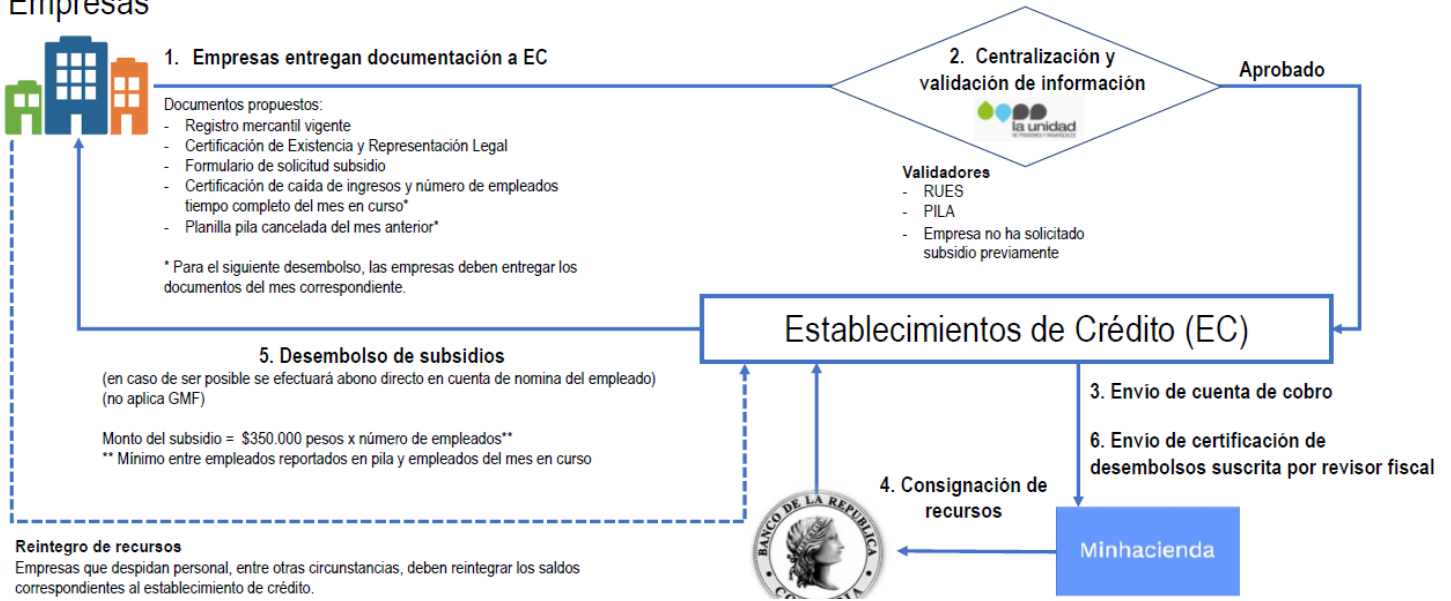 Empresas
1. Empresas entregan documentación a EC
Documentos propuestos:
- Registro mercantil vigente
- Certificación de Existencia y Representación Legal
- Formulario de solicitud subsidio
- Certificación de caída de ingresos y número de empleados
tiempo completo del mes en curso*
- Planilla pila cancelada del mes anterior*
* Para el siguiente desembolso, las empresas deben entregar los
documentos del mes correspondiente.
2. Centralización y
validación de información
la unidad
DE PENSIONES Y PARAFISCALES
Aprobado
Validadores
- RUES
- PILA
- Empresa no ha solicitado
subsidio previamente
Establecimientos de Crédito (EC)
5. Desembolso de subsidios
(en caso de ser posible se efectuará abono directo en cuenta de nomina del empleado)
(no aplica GMF)
Monto del subsidio = $350.000 pesos x número de empleados**
** Mínimo entre empleados reportados en pila y empleados del mes en curso
3. Envío de cuenta de cobro
6. Envío de certificación de
desembolsos suscrita por revisor fiscal
4. Consignación de
recursos
BANCO DE LA REPUBLICA
COLOMBIA
Minhacienda
Reintegro de recursos
Empresas que despidan personal, entre otras circunstancias, deben reintegrar los saldos
correspondientes al establecimiento de crédito.